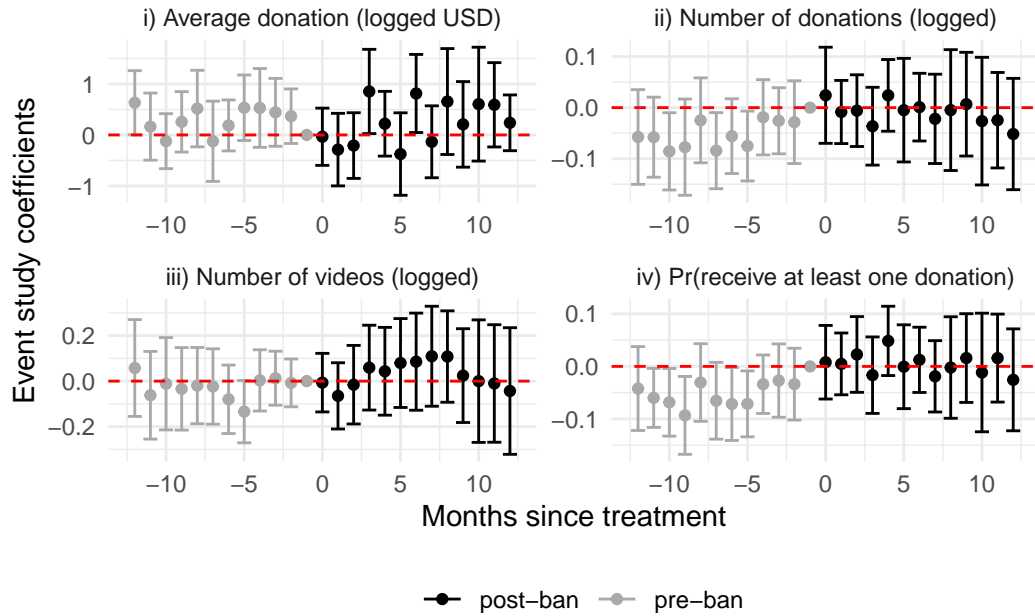 i) Average donation (logged USD)
ii) Number of donations (logged)
Event study coefficients
1
0
−1
−10 −5 0 5 10
0.1
0.0
−0.1
−10 −5 0 5 10
iii) Number of videos (logged)
iv) Pr(receive at least one donation)
0.2
0.0
−0.2
−10 −5 0 5 10
0.1
0.0
−0.1
−10 −5 0 5 10
Months since treatment
post−ban pre−ban